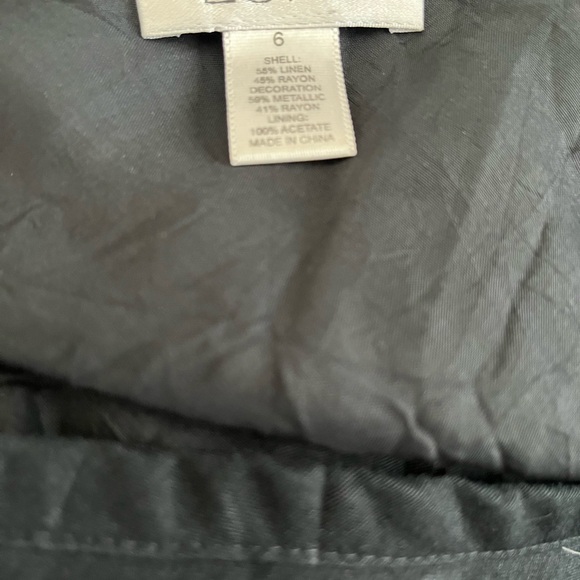 6
SHELL:
55% LINEN
45% RAYON
DECORATION:
59% METALLIC
41% RAYON
LINING:
100% ACETATE
MADE IN CHINA